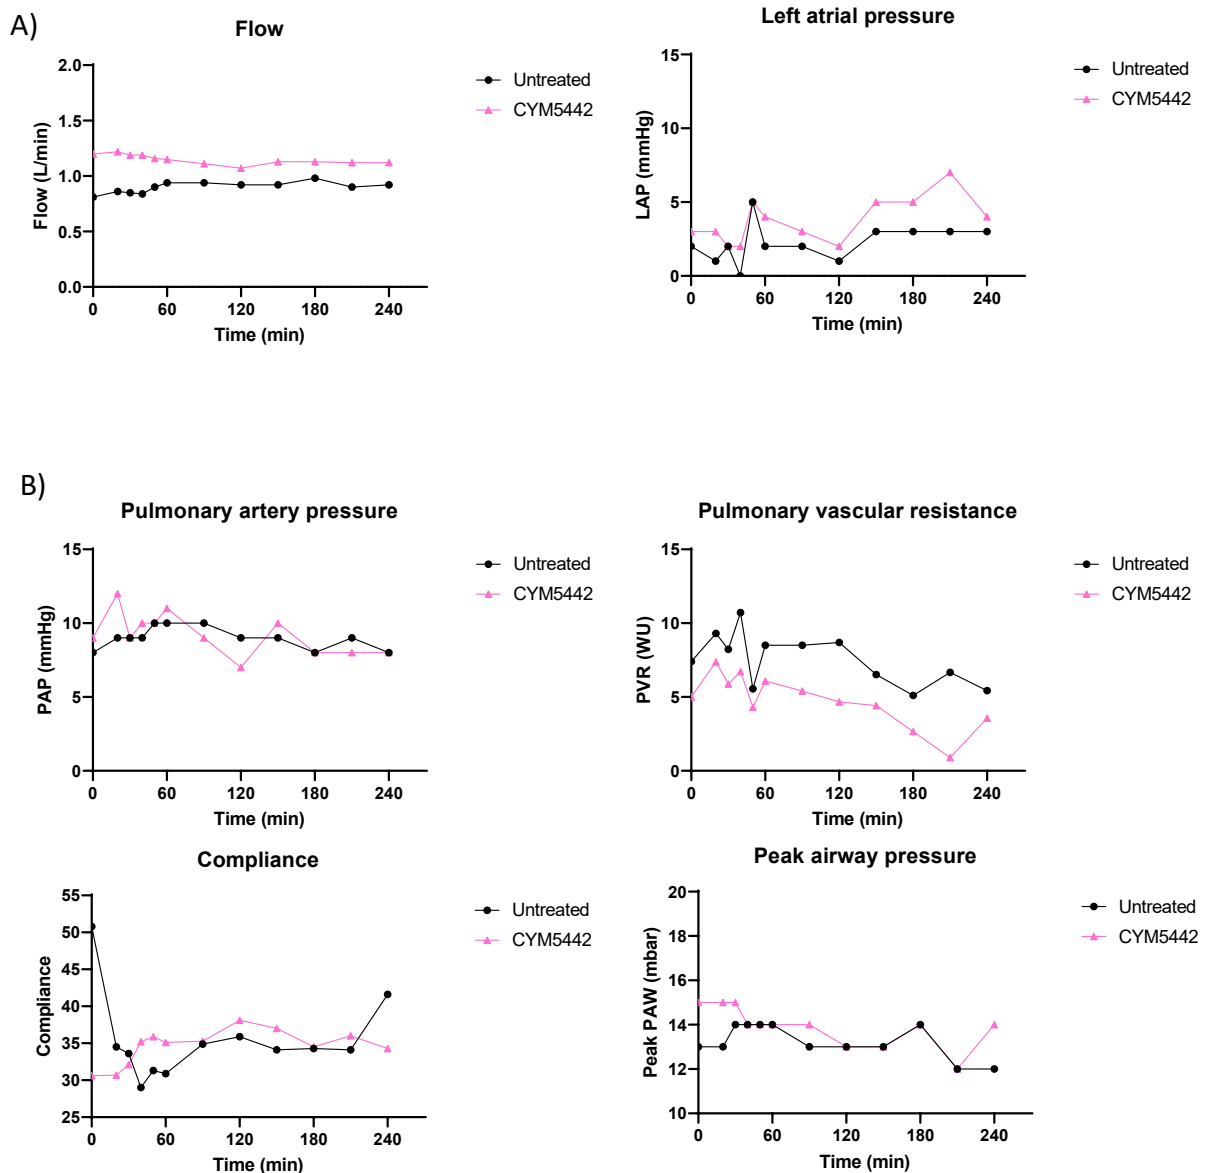 A)
Flow
Flow (L/min)
2.0
1.5
1.0
0.5
0.0
0 60 120 180 240
Time (min)
Untreated
CYM5442
Left atrial pressure
LAP (mmHg)
15
10
5
0
0 60 120 180 240
Time (min)
Untreated
CYM5442
B)
Pulmonary artery pressure
PAP (mmHg)
15
10
5
0
0 60 120 180 240
Time (min)
Untreated
CYM5442
Pulmonary vascular resistance
PVR (WU)
15
10
5
0
0 60 120 180 240
Time (min)
Untreated
CYM5442
Compliance
Compliance
55
50
45
40
35
30
25
0 60 120 180 240
Time (min)
Untreated
CYM5442
Peak airway pressure
Peak PAW (mbar)
20
18
16
14
12
10
0 60 120 180 240
Time (min)
Untreated
CYM5442